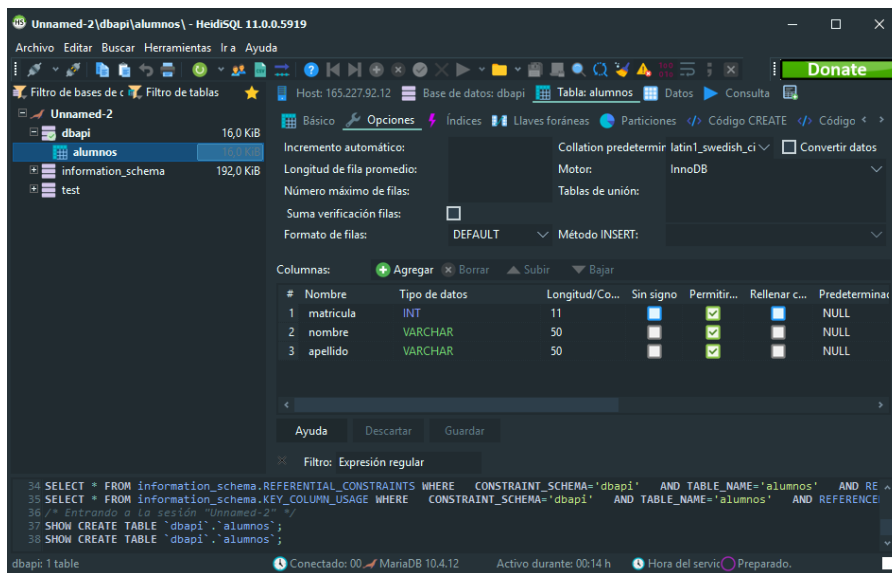 Unnamed-2\dbapi\alumnos\ - HeidiSQL 11.0.0.5919
Archivo Editar Buscar Herramientas Ir a Ayuda
Donate
Filtro de bases de c Filtro de tablas
Host: 165.227.92.12 Base de datos: dbapi Tabla: alumnos Datos Consulta
Unnamed-2
dbapi 16,0 KiB
alumnos 16,0 KiB
information_schema 192,0 KiB
test
Básico Opciones Índices Llaves foráneas Particiones Código CREATE Código
Incremento automático: Collation predetermin latin1_swedish_ci Convertir datos
Longitud de fila promedio: Motor: InnoDB
Número máximo de filas: Tablas de unión:
Suma verificación filas:
Formato de filas: DEFAULT Método INSERT:
Columnas: Agregar Borrar Subir Bajar
# Nombre Tipo de datos Longitud/Co... Sin signo Permitir... Rellenar c... Predeterminac
1 matricula INT 11 NULL
2 nombre VARCHAR 50 NULL
3 apellido VARCHAR 50 NULL
Ayuda Descartar Guardar
Filtro: Expresión regular
34 SELECT * FROM information_schema.REFERENTIAL_CONSTRAINTS WHERE CONSTRAINT_SCHEMA='dbapi' AND TABLE_NAME='alumnos' AND RE
35 SELECT * FROM information_schema.KEY_COLUMN_USAGE WHERE CONSTRAINT_SCHEMA='dbapi' AND TABLE_NAME='alumnos' AND REFERENCE
36 /* Entrando a la sesión "Unnamed-2" */
37 SHOW CREATE TABLE `dbapi`.`alumnos`;
38 SHOW CREATE TABLE `dbapi`.`alumnos`;
dbapi: 1 table Conectado: 00 MariaDB 10.4.12 Activo durante: 00:14 h Hora del servic Preparado.